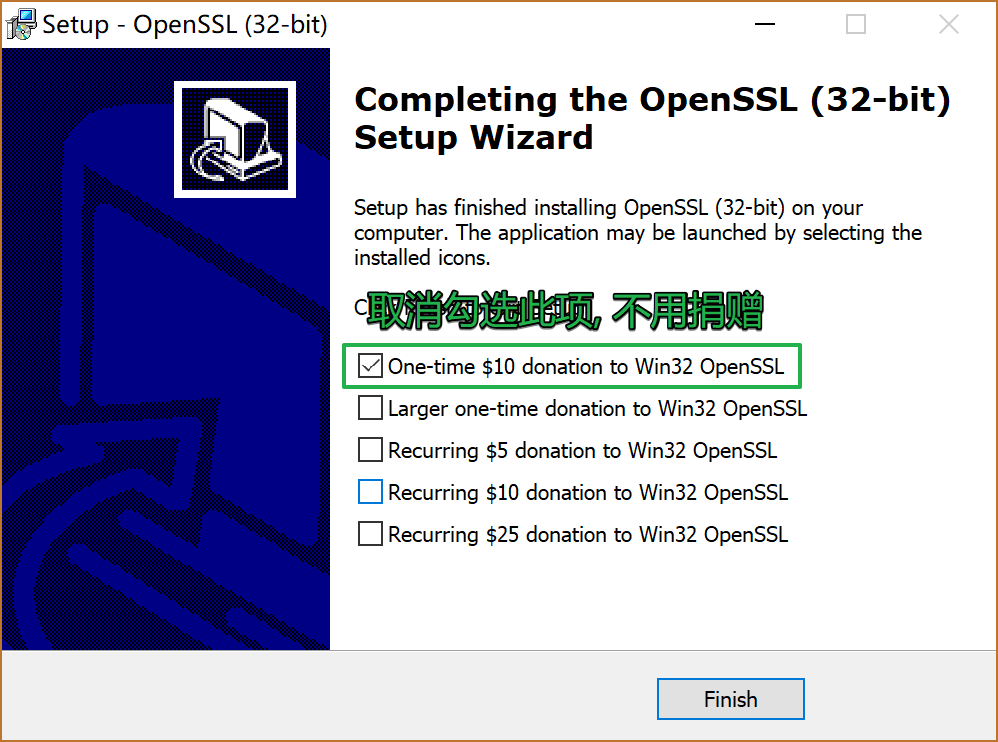 Setup - OpenSSL (32-bit)
Completing the OpenSSL (32-bit)
Setup Wizard
Setup has finished installing OpenSSL (32-bit) on your
computer. The application may be launched by selecting the
installed icons.
取消勾选此项, 不用捐赠
One-time $10 donation to Win32 OpenSSL
Larger one-time donation to Win32 OpenSSL
Recurring $5 donation to Win32 OpenSSL
Recurring $10 donation to Win32 OpenSSL
Recurring $25 donation to Win32 OpenSSL
Finish